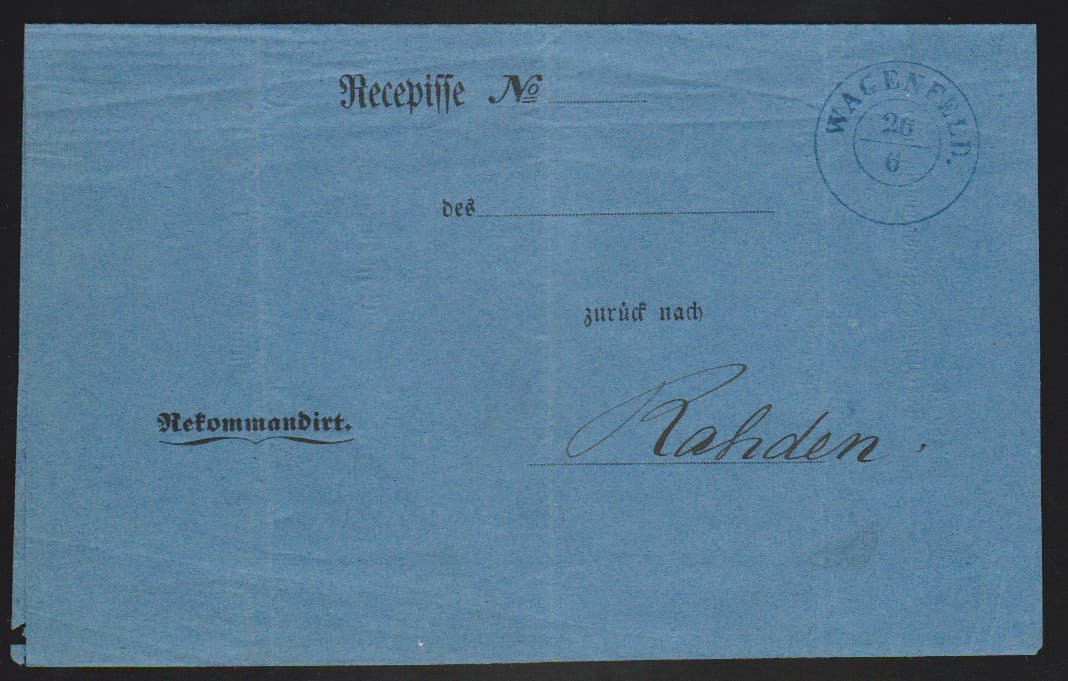 Recepisse No
WAGENFELD.
26
6
des
zurück nach
Rekommandirt.
Rahden.